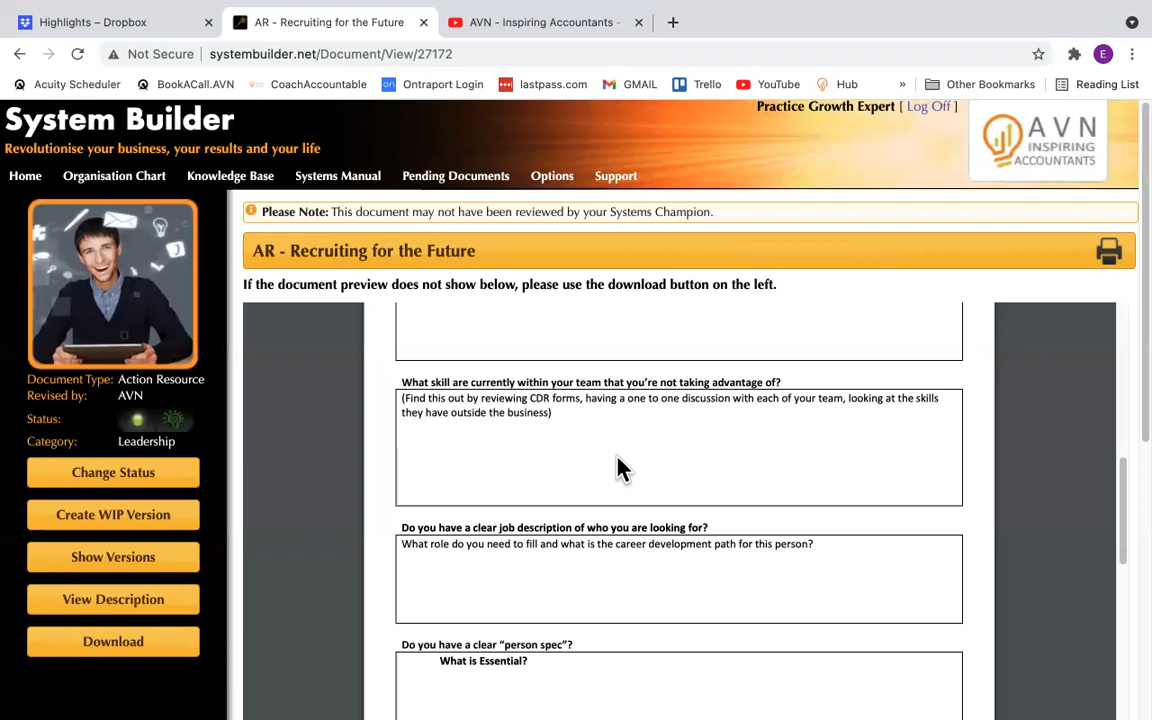 Highlights – Dropbox
AR - Recruiting for the Future
AVN - Inspiring Accountants -
Not Secure
systembuilder.net/Document/View/27172
E
Acuity Scheduler
BookACall.AVN
CoachAccountable
on
Ontraport Login
lastpass.com
GMAIL
Trello
YouTube
Hub
»
Other Bookmarks
Reading List
System Builder
Revolutionise your business, your results and your life
Practice Growth Expert [ Log Off ]
AVN
INSPIRING
ACCOUNTANTS
Home
Organisation Chart
Knowledge Base
Systems Manual
Pending Documents
Options
Support
Please Note: This document may not have been reviewed by your Systems Champion.
AR - Recruiting for the Future
If the document preview does not show below, please use the download button on the left.
Document Type: Action Resource
Revised by: AVN
Status:
Category: Leadership
Change Status
Create WIP Version
Show Versions
View Description
Download
What skill are currently within your team that you're not taking advantage of?
(Find this out by reviewing CDR forms, having a one to one discussion with each of your team, looking at the skills
they have outside the business)
Do you have a clear job description of who you are looking for?
What role do you need to fill and what is the career development path for this person?
Do you have a clear “person spec”?
What is Essential?